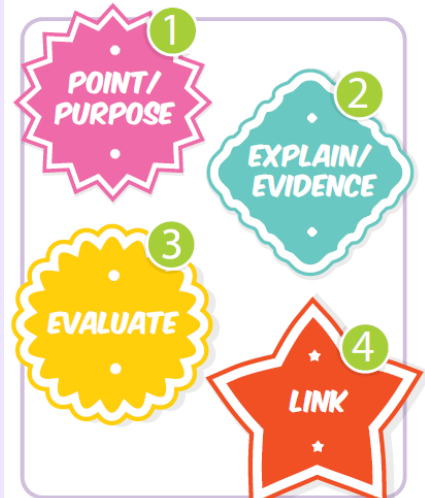 1
POINT/
PURPOSE
2
EXPLAIN/
EVIDENCE
3
EVALUATE
4
LINK